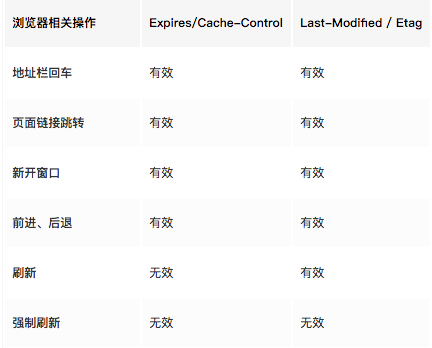 浏览器相关操作 Expires/Cache-Control Last-Modified / Etag
地址栏回车 有效 有效
页面链接跳转 有效 有效
新开窗口 有效 有效
前进、后退 有效 有效
刷新 无效 有效
强制刷新 无效 无效